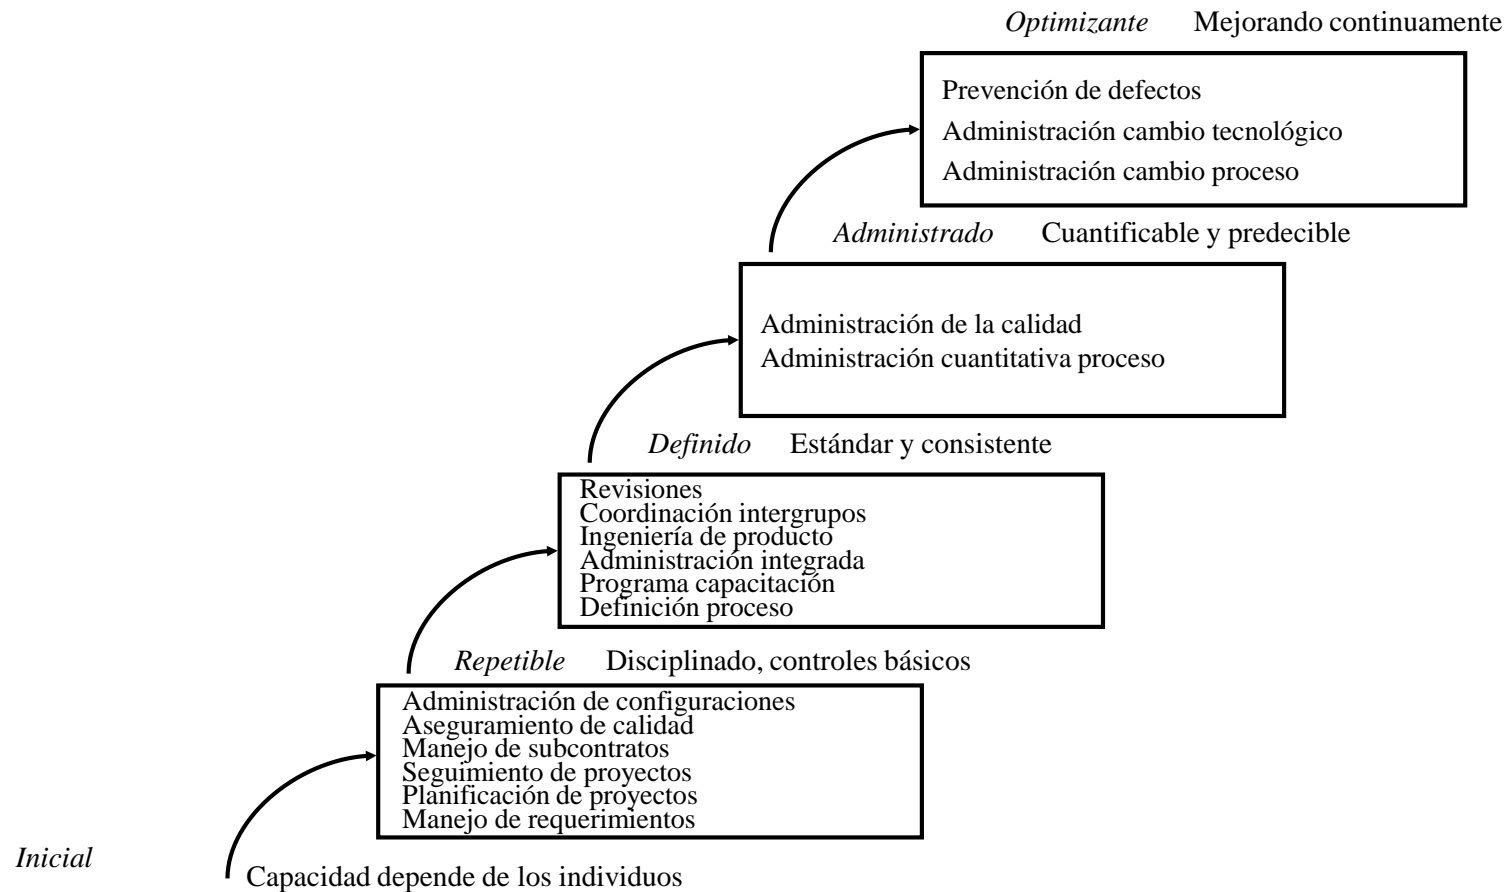 Optimizante Mejorando continuamente
Prevención de defectos
Administración cambio tecnológico
Administración cambio proceso
Administrado Cuantificable y predecible
Administración de la calidad
Administración cuantitativa proceso
Definido Estándar y consistente
Revisiones
Coordinación intergrupos
Ingeniería de producto
Administración integrada
Programa capacitación
Definición proceso
Repetible Disciplinado, controles básicos
Administración de configuraciones
Aseguramiento de calidad
Manejo de subcontratos
Seguimiento de proyectos
Planificación de proyectos
Manejo de requerimientos
Inicial
Capacidad depende de los individuos